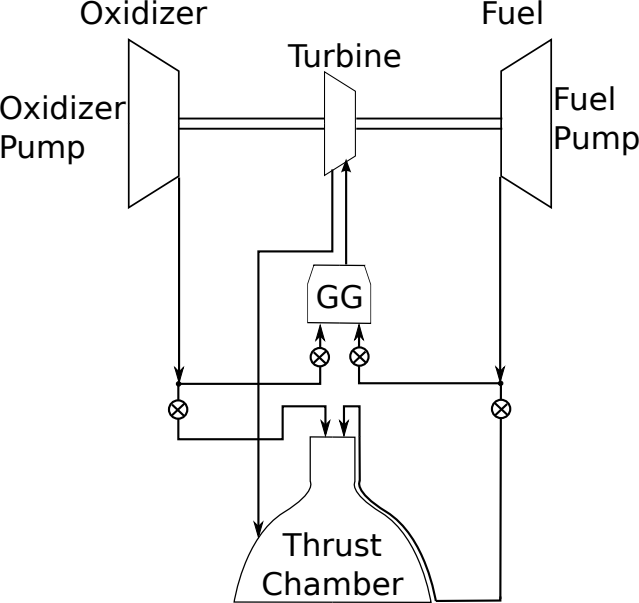 Oxidizer
Fuel
Turbine
Oxidizer
Pump
Fuel
Pump
GG
Thrust
Chamber